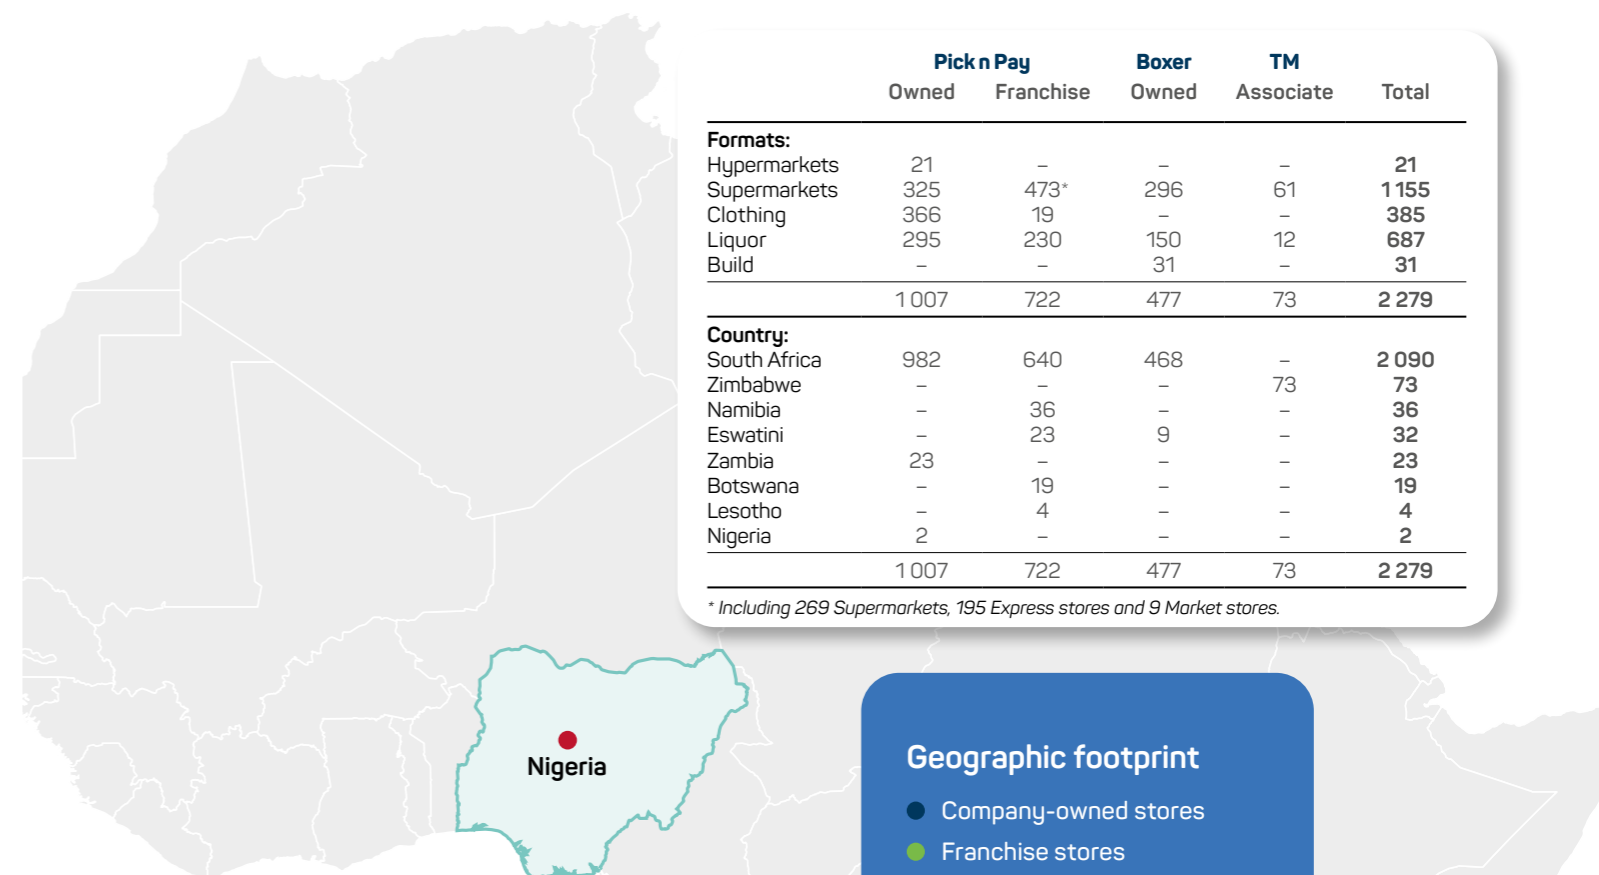 Pick n Pay Boxer TM
Owned Franchise Owned Associate Total
Formats:
Hypermarkets 21 – – – 21
Supermarkets 325 473* 296 61 1 155
Clothing 366 19 – – 385
Liquor 295 230 150 12 687
Build – – 31 – 31
1 007 722 477 73 2 279
Country:
South Africa 982 640 468 – 2 090
Zimbabwe – – – 73 73
Namibia – 36 – – 36
Eswatini – 23 9 – 32
Zambia 23 – – – 23
Botswana – 19 – – 19
Lesotho – 4 – – 4
Nigeria 2 – – – 2
1 007 722 477 73 2 279
* Including 269 Supermarkets, 195 Express stores and 9 Market stores.
Nigeria
Geographic footprint
Company-owned stores
Franchise stores